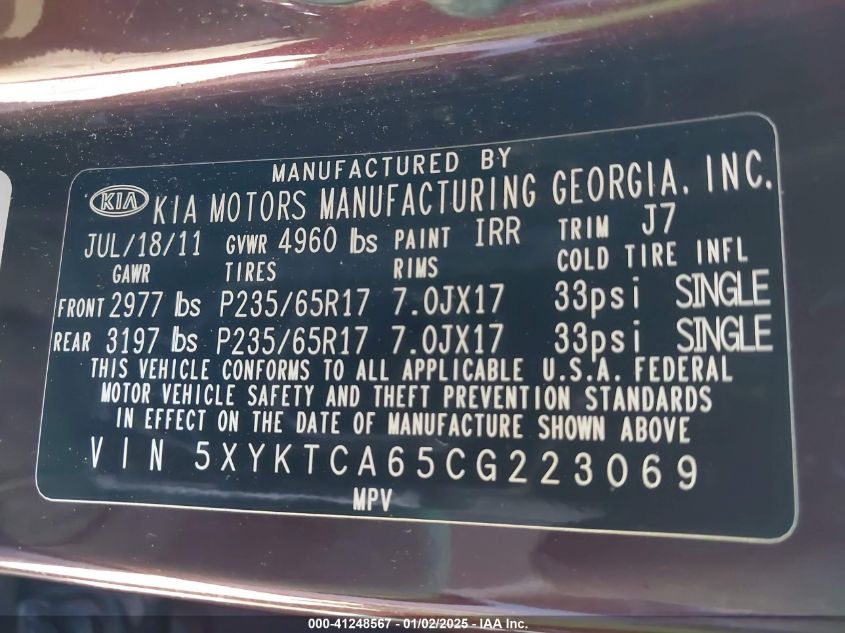 MANUFACTURED BY
KIA KIA MOTORS MANUFACTURING GEORGIA, INC.
JUL/18/11 GVWR 4960 lbs PAINT IRR TRIM J7
GAWR TIRES RIMS COLD TIRE INFL
FRONT 2977 lbs P235/65R17 7.0JX17 33psi SINGLE
REAR 3197 lbs P235/65R17 7.0JX17 33psi SINGLE
THIS VEHICLE CONFORMS TO ALL APPLICABLE U.S.A. FEDERAL
MOTOR VEHICLE SAFETY AND THEFT PREVENTION STANDARDS
IN EFFECT ON THE DATE OF MANUFACTURE SHOWN ABOVE
VIN 5XYKTCA65CG223069
MPV
000-41248567 - 01/02/2025 - IAA Inc.